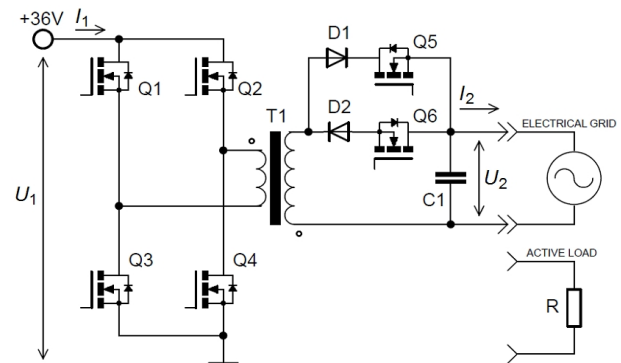 +36V I1
D1
Q5
Q1 Q2
D2 Q6
I2
T1
ELECTRICAL GRID
U1
U2
C1
Q3 Q4
ACTIVE LOAD
R